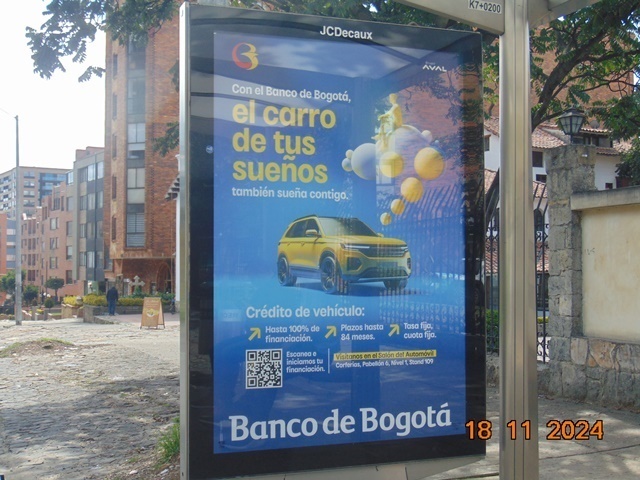 K7+0200
JCDecaux
AVAL
Con el Banco de Bogotá,
el carro
de tus
sueños
también sueña contigo.
Crédito de vehículo:
Hasta 100% de
financiación.
Plazos hasta
84 meses.
Tasa fija,
cuota fija.
Escanea e
iniciemos tu
financiación.
Visítanos en el Salón del Automóvil
Corferias, Pabellón 6, Nivel 1, Stand 109
Banco de Bogotá
18 11 2024